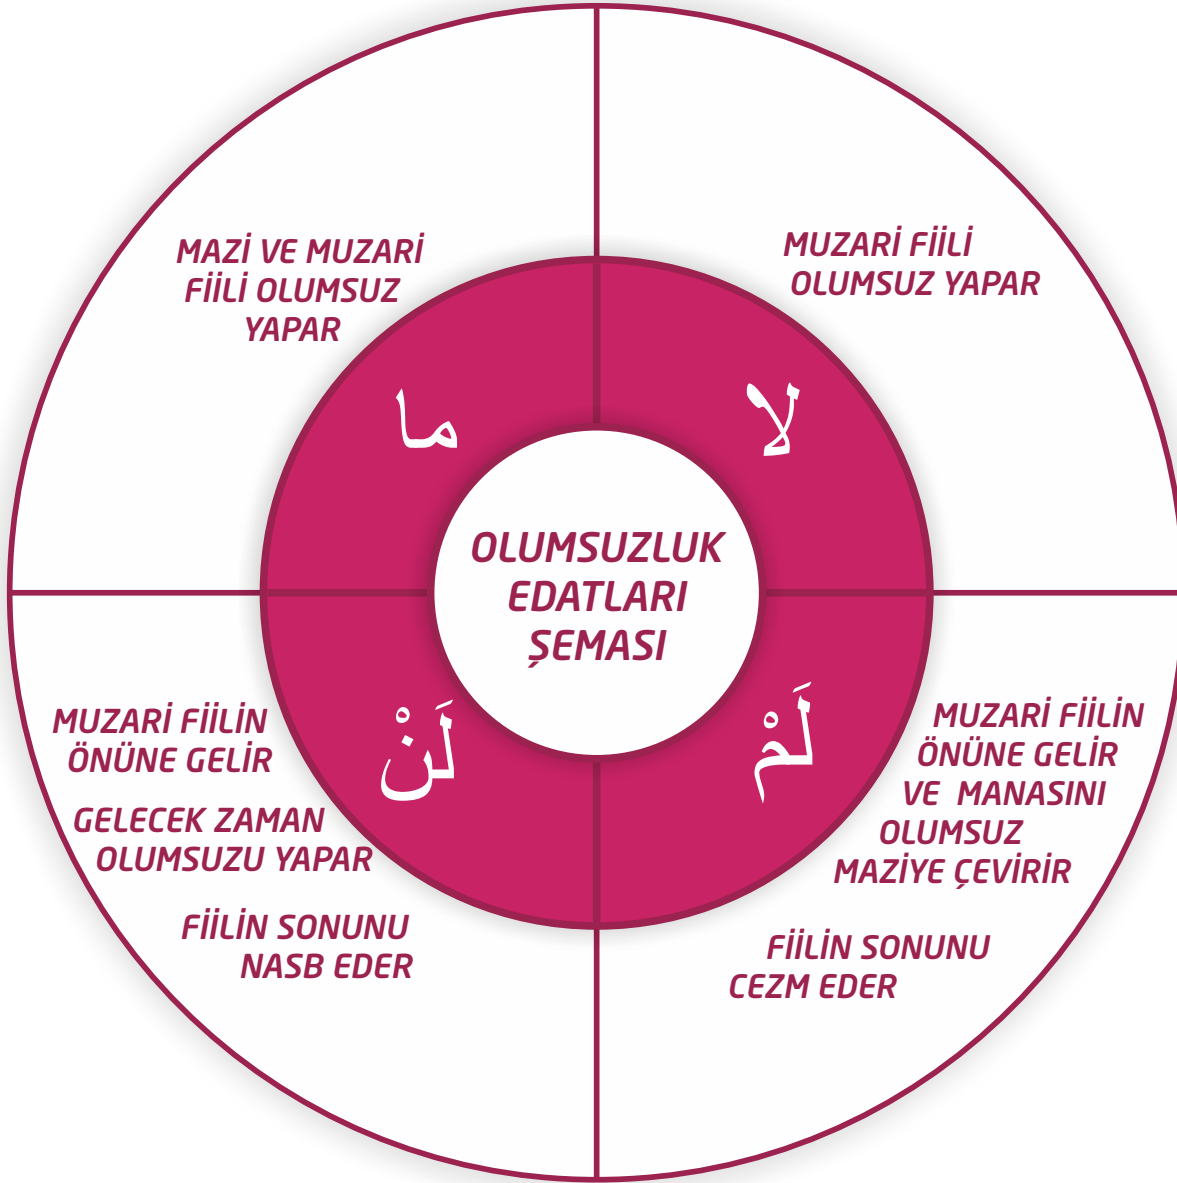 MAZİ VE MUZARİ
FİİLİ OLUMSUZ
YAPAR
MUZARİ FİİLİ
OLUMSUZ YAPAR
ما
لا
OLUMSUZLUK
EDATLARI
ŞEMASI
لَنْ
لَمْ
MUZARİ FİİLİN
ÖNÜNE GELİR
GELECEK ZAMAN
OLUMSUZU YAPAR
FİİLİN SONUNU
NASB EDER
MUZARİ FİİLİN
ÖNÜNE GELİR
VE MANASINI
OLUMSUZ
MAZİYE ÇEVİRİR
FİİLİN SONUNU
CEZM EDER